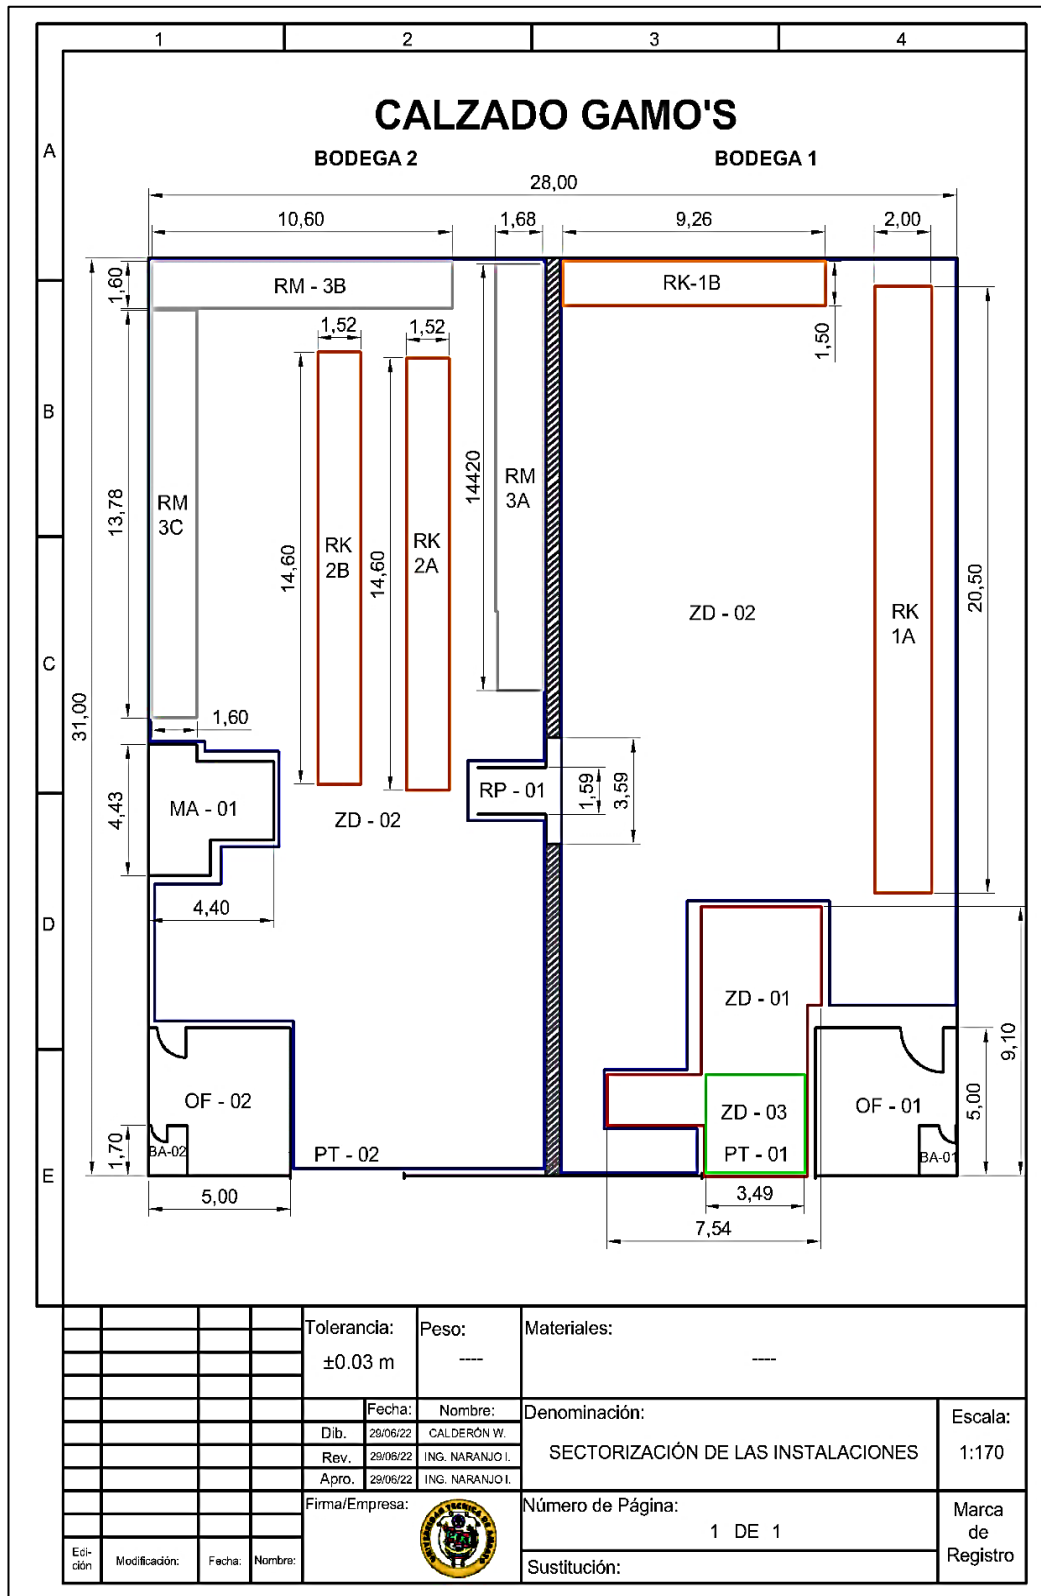 1 2 3 4
A
B
C
D
E
CALZADO GAMO'S
BODEGA 2 BODEGA 1
28,00
10,60 1,68 9,26 2,00
1,60
RM - 3B
RK-1B
1,50
1,52 1,52
13,78
RM
3C
14,60
RK
2B
14,60
RK
2A
14420
RM
3A
ZD - 02
RK
1A
20,50
31,00
1,60
4,43
MA - 01
ZD - 02
RP - 01
1,59
3,59
4,40
ZD - 01
9,10
OF - 02
ZD - 03
OF - 01
5,00
1,70
BA-02
PT - 02
PT - 01
BA-01
5,00
3,49
7,54
Tolerancia:
±0.03 m
Peso:
----
Materiales:
----
Fecha: Nombre:
Dib. 29/06/22 CALDERÓN W.
Rev. 29/06/22 ING. NARANJO I.
Apro. 29/06/22 ING. NARANJO I.
Denominación:
SECTORIZACIÓN DE LAS INSTALACIONES
Escala:
1:170
Firma/Empresa:
UNIVERSIDAD TECNICA DE AMBATO
Número de Página:
1 DE 1
Sustitución:
Marca
de
Registro
Edi-
ción
Modificación:
Fecha:
Nombre: